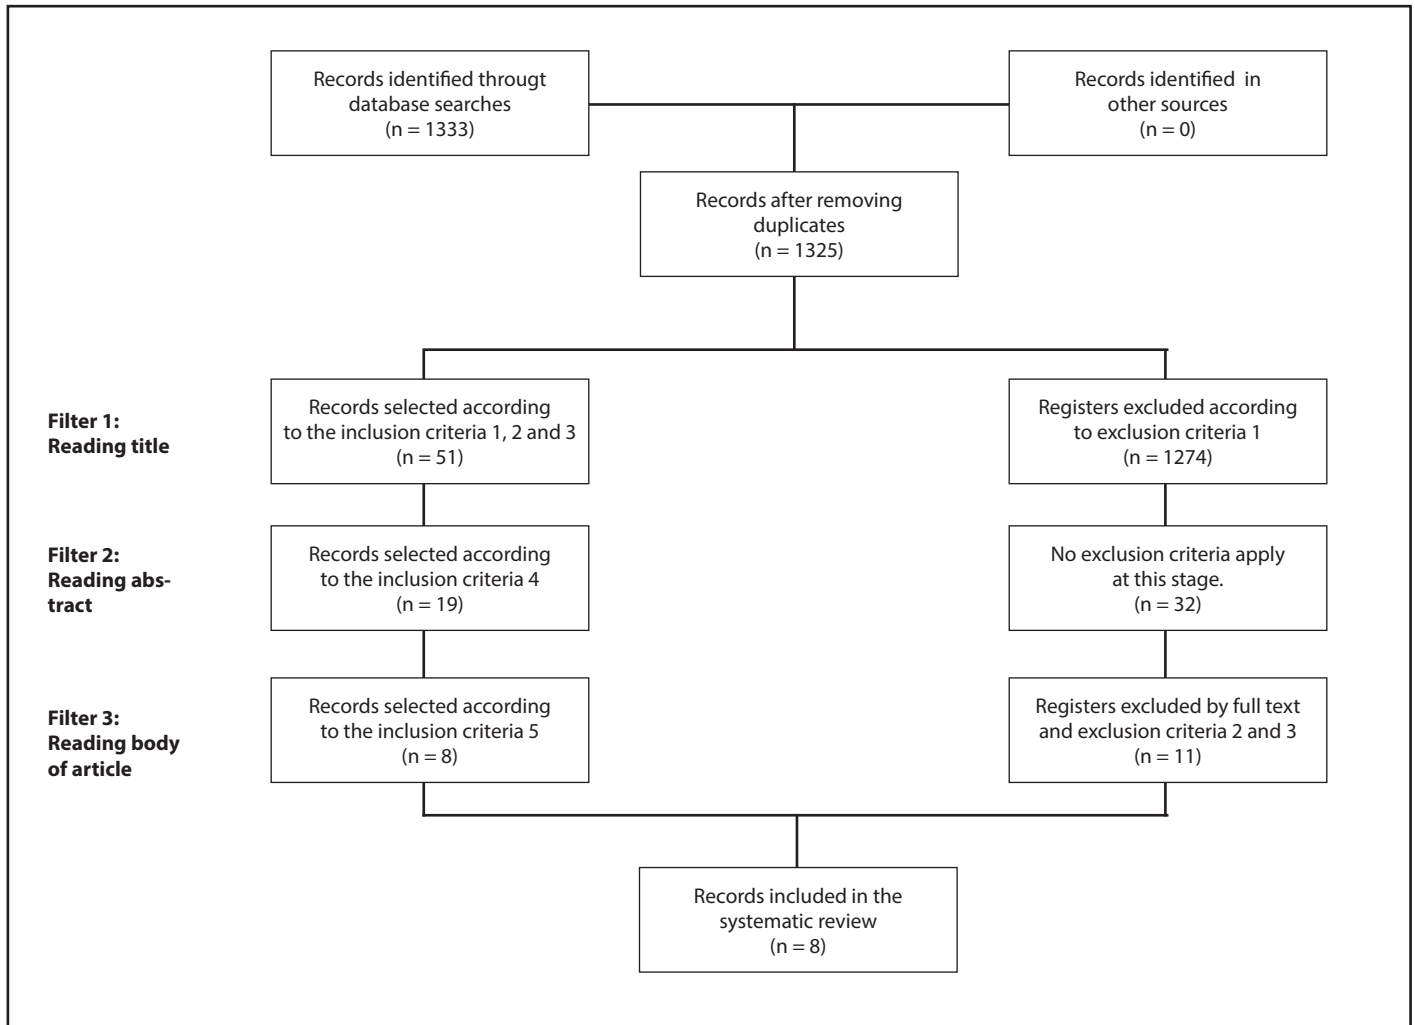 Records identified througt
database searches
(n = 1333)
Records identified in
other sources
(n = 0)
Records after removing
duplicates
(n = 1325)
Filter 1:
Reading title
Records selected according
to the inclusion criteria 1, 2 and 3
(n = 51)
Registers excluded according
to exclusion criteria 1
(n = 1274)
Filter 2:
Reading abs-
tract
Records selected according
to the inclusion criteria 4
(n = 19)
No exclusion criteria apply
at this stage.
(n = 32)
Filter 3:
Reading body
of article
Records selected according
to the inclusion criteria 5
(n = 8)
Registers excluded by full text
and exclusion criteria 2 and 3
(n = 11)
Records included in the
systematic review
(n = 8)